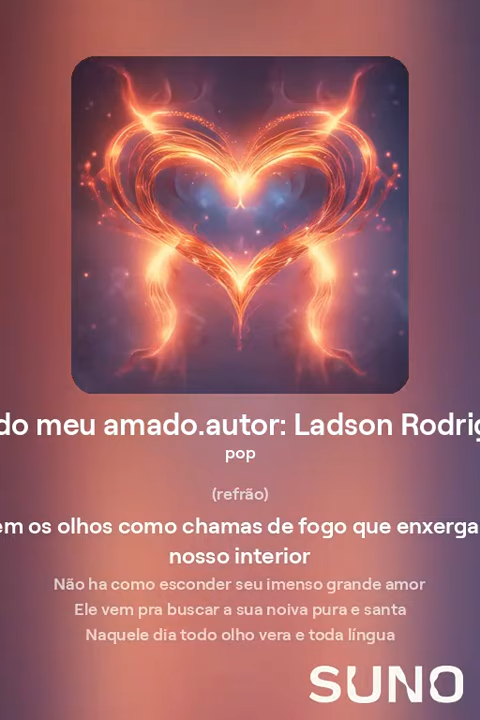 do meu amado.autor: Ladson Rodrig
pop
(refrão)
em os olhos como chamas de fogo que enxerga
nosso interior
Não ha como esconder seu imenso grande amor
Ele vem pra buscar a sua noiva pura e santa
Naquele dia todo olho vera e toda língua
SUNO